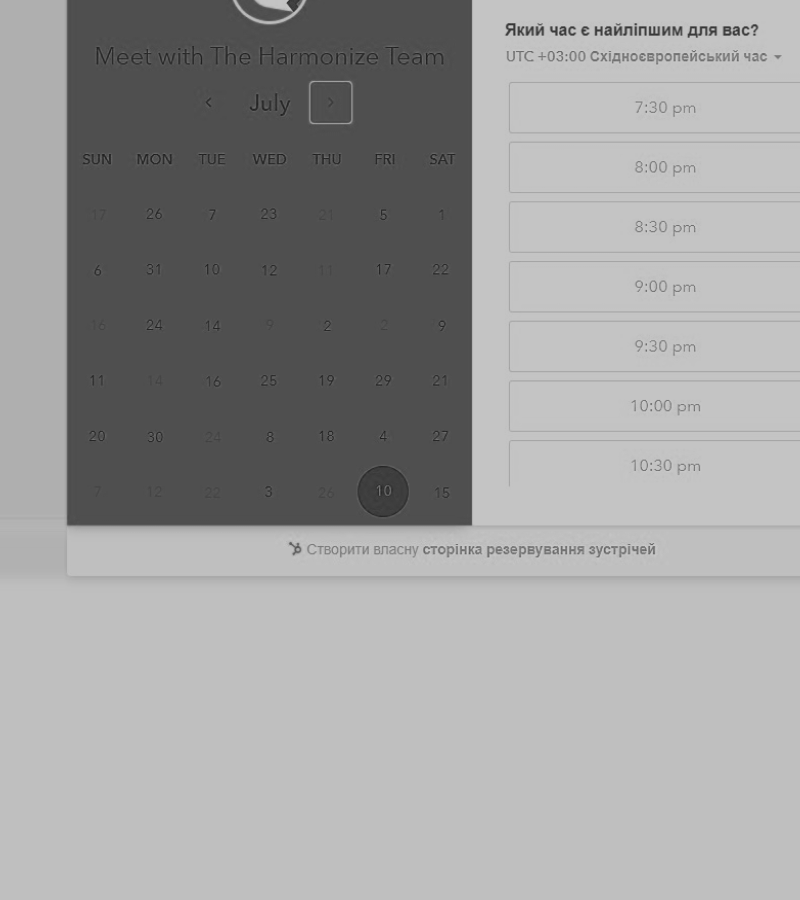 Meet with The Harmonize Team
July
SUN MON TUE WED THU FRI SAT
17 26 7 23 21 5 1
6 31 10 12 11 17 22
16 24 14 9 2 2 9
11 14 16 25 19 29 21
20 30 24 8 18 4 27
7 12 22 3 26 10 15
Який час є найліпшим для вас?
UTC +03:00 Східноєвропейський час
7:30 pm
8:00 pm
8:30 pm
9:00 pm
9:30 pm
10:00 pm
10:30 pm
Створити власну сторінка резервування зустрічей